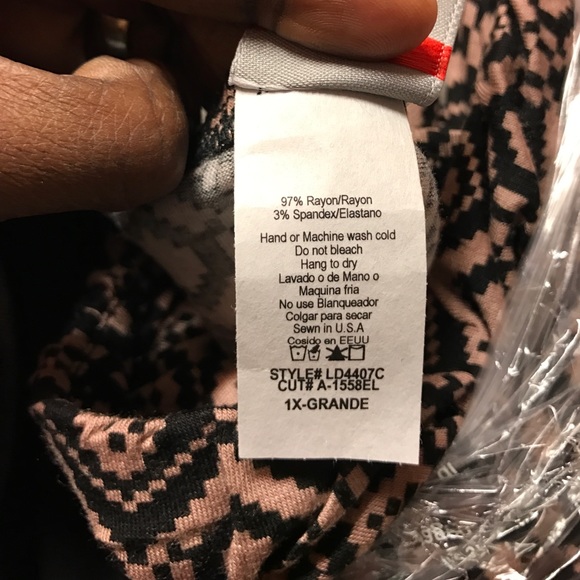 97% Rayon/Rayon
3% Spandex/Elastano
Hand or Machine wash cold
Do not bleach
Hang to dry
Lavado o de Mano o
Maquina fria
No use Blanqueador
Colgar para secar
Sewn in U.S.A
Cosido en EEUU
STYLE# LD4407C
CUT# A-1558EL
1X-GRANDE